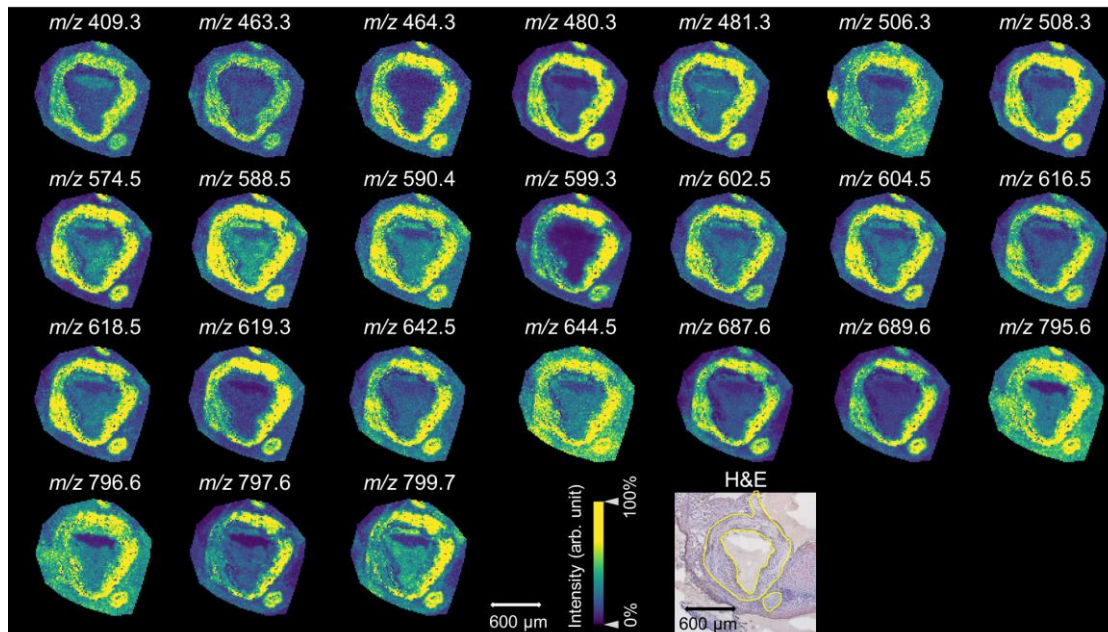 m/z 409.3 m/z 463.3 m/z 464.3 m/z 480.3 m/z 481.3 m/z 506.3 m/z 508.3
m/z 574.5 m/z 588.5 m/z 590.4 m/z 599.3 m/z 602.5 m/z 604.5 m/z 616.5
m/z 618.5 m/z 619.3 m/z 642.5 m/z 644.5 m/z 687.6 m/z 689.6 m/z 795.6
m/z 796.6 m/z 797.6 m/z 799.7
600 µm
Intensity (arb. unit)
100%
0%
H&E
600 µm